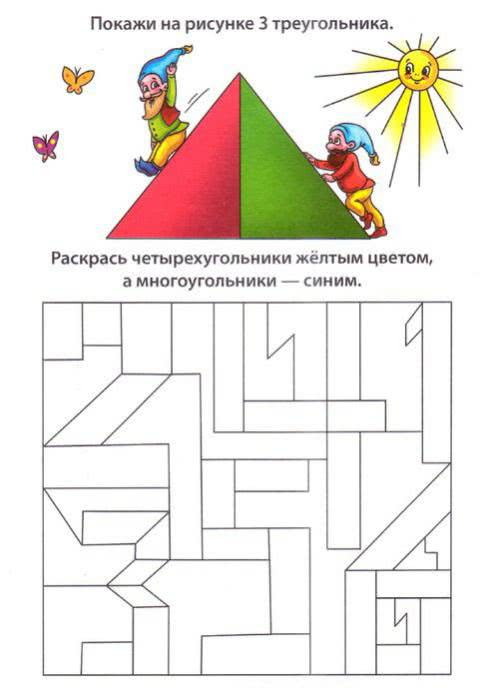 Покажи на рисунке 3 треугольника.
Раскрась четырехугольники жёлтым цветом,
а многоугольники — синим.